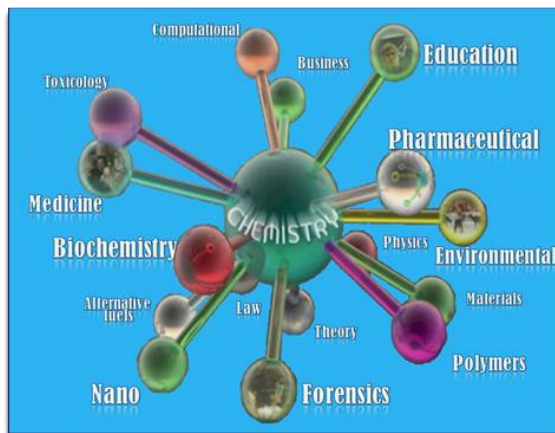 Computational
Education
Business
Toxicology
Pharmaceutical
Medicine
CHEMISTRY
Biochemistry
Physics
Environmental
Alternative
fuels
Law
Materials
Theory
Polymers
Nano
Forensics